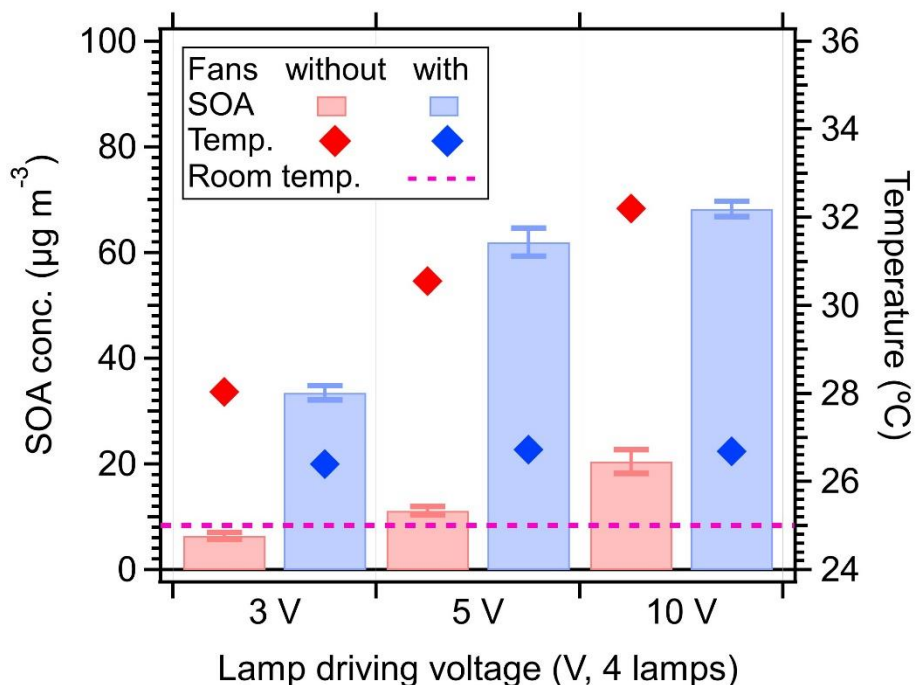 100
80
60
40
20
0
SOA conc. (µg m⁻³)
Fans without with
SOA
Temp.
Room temp.
36
34
32
30
28
26
24
Temperature (ºC)
3 V 5 V 10 V
Lamp driving voltage (V, 4 lamps)